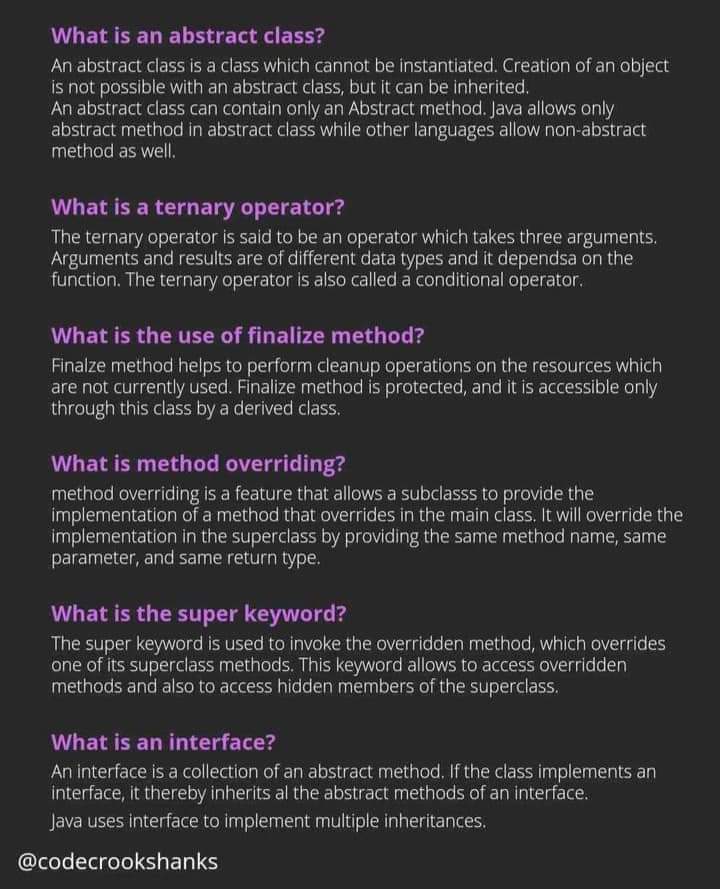 What is an abstract class?
An abstract class is a class which cannot be instantiated. Creation of an object
is not possible with an abstract class, but it can be inherited.
An abstract class can contain only an Abstract method. Java allows only
abstract method in abstract class while other languages allow non-abstract
method as well.
What is a ternary operator?
The ternary operator is said to be an operator which takes three arguments.
Arguments and results are of different data types and it dependsa on the
function. The ternary operator is also called a conditional operator.
What is the use of finalize method?
Finalze method helps to perform cleanup operations on the resources which
are not currently used. Finalize method is protected, and it is accessible only
through this class by a derived class.
What is method overriding?
method overriding is a feature that allows a subclasss to provide the
implementation of a method that overrides in the main class. It will override the
implementation in the superclass by providing the same method name, same
parameter, and same return type.
What is the super keyword?
The super keyword is used to invoke the overridden method, which overrides
one of its superclass methods. This keyword allows to access overridden
methods and also to access hidden members of the superclass.
What is an interface?
An interface is a collection of an abstract method. If the class implements an
interface, it thereby inherits al the abstract methods of an interface.
Java uses interface to implement multiple inheritances.
@codecrookshanks